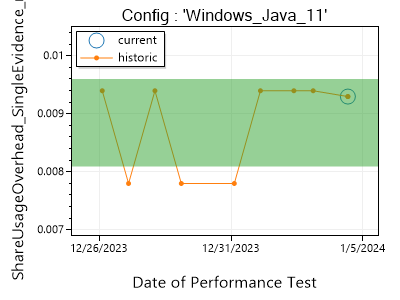 Config : 'Windows_Java_11'
current
historic
0.01
0.009
0.008
0.007
12/26/2023
12/31/2023
1/5/2024
Date of Performance Test
ShareUsageOverhead_SingleEvidence_